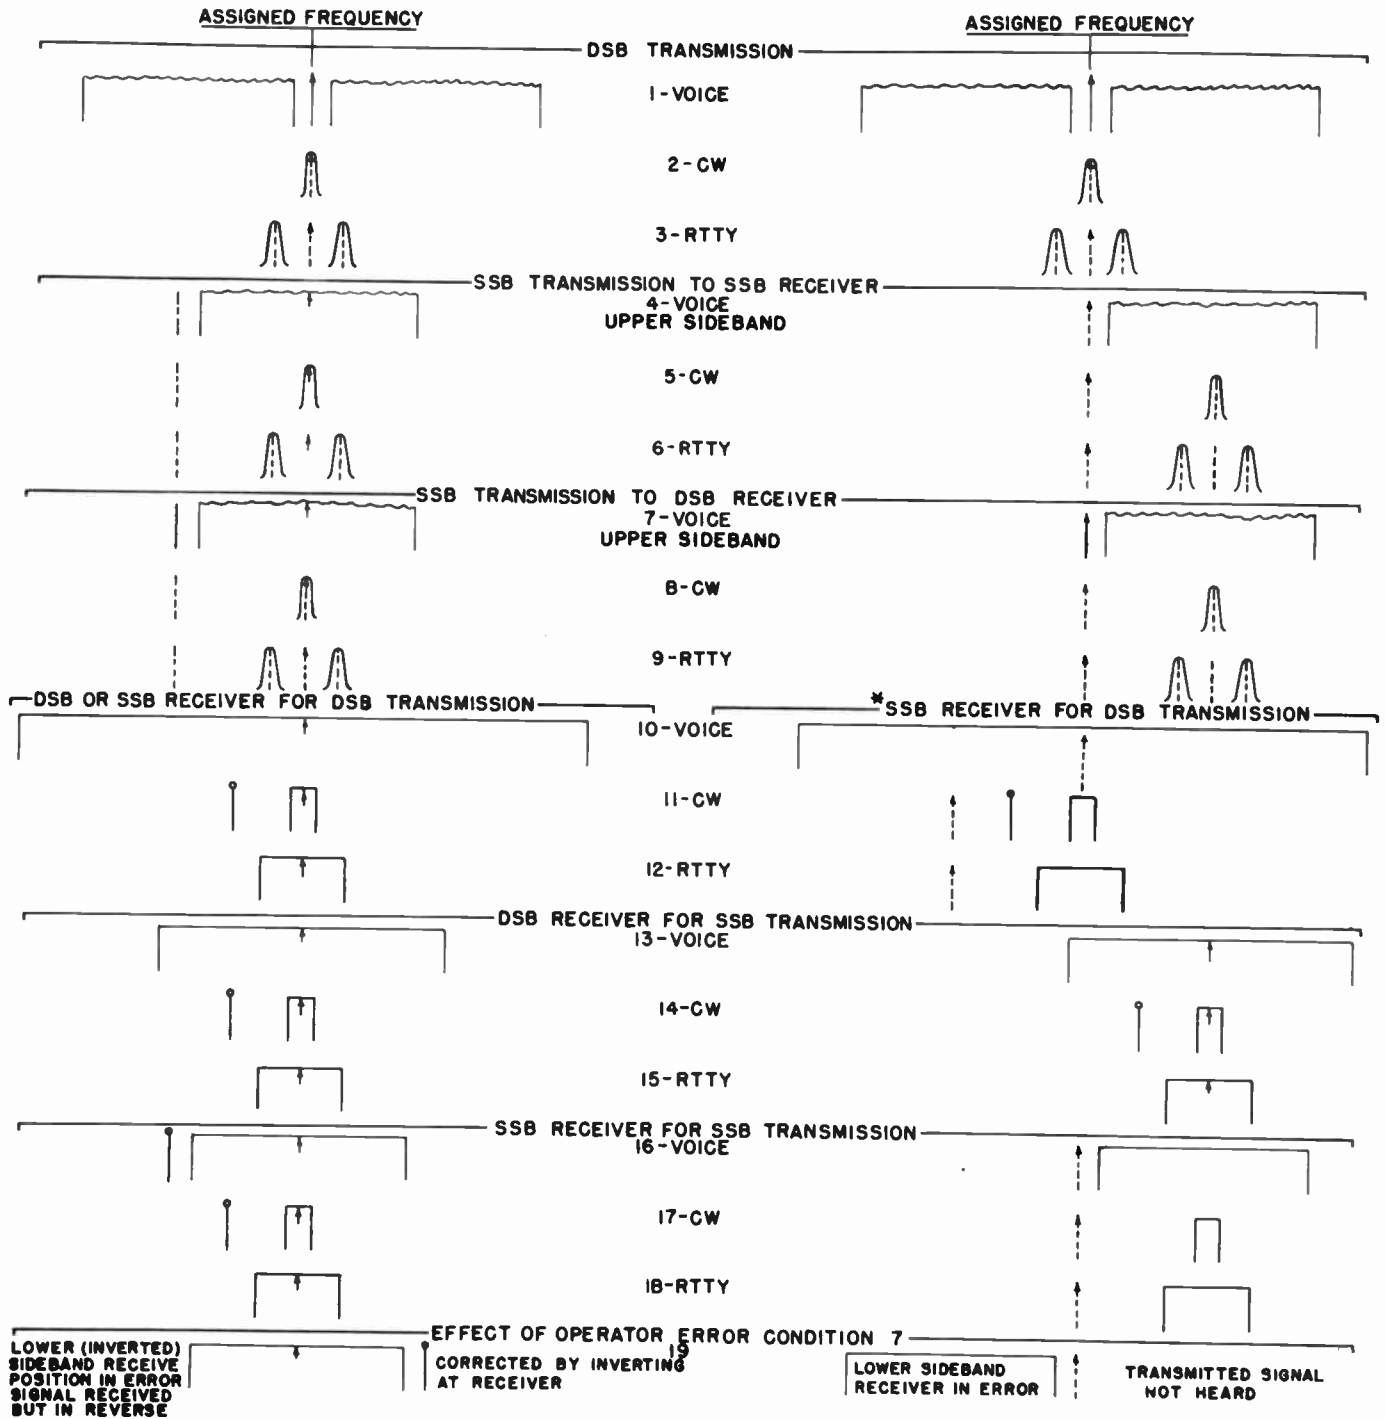 ASSIGNED FREQUENCY
ASSIGNED FREQUENCY
DSB TRANSMISSION
1-VOICE
2-CW
3-RTTY
SSB TRANSMISSION TO SSB RECEIVER
4-VOICE
UPPER SIDEBAND
5-CW
6-RTTY
SSB TRANSMISSION TO DSB RECEIVER
7-VOICE
UPPER SIDEBAND
8-CW
9-RTTY
DSB OR SSB RECEIVER FOR DSB TRANSMISSION
*SSB RECEIVER FOR DSB TRANSMISSION
10-VOICE
11-CW
12-RTTY
DSB RECEIVER FOR SSB TRANSMISSION
13-VOICE
14-CW
15-RTTY
SSB RECEIVER FOR SSB TRANSMISSION
16-VOICE
17-CW
18-RTTY
EFFECT OF OPERATOR ERROR CONDITION 7
19
LOWER (INVERTED)
SIDEBAND RECEIVE
POSITION IN ERROR
SIGNAL RECEIVED
BUT IN REVERSE
CORRECTED BY INVERTING
AT RECEIVER
LOWER SIDEBAND
RECEIVER IN ERROR
TRANSMITTED SIGNAL
NOT HEARD